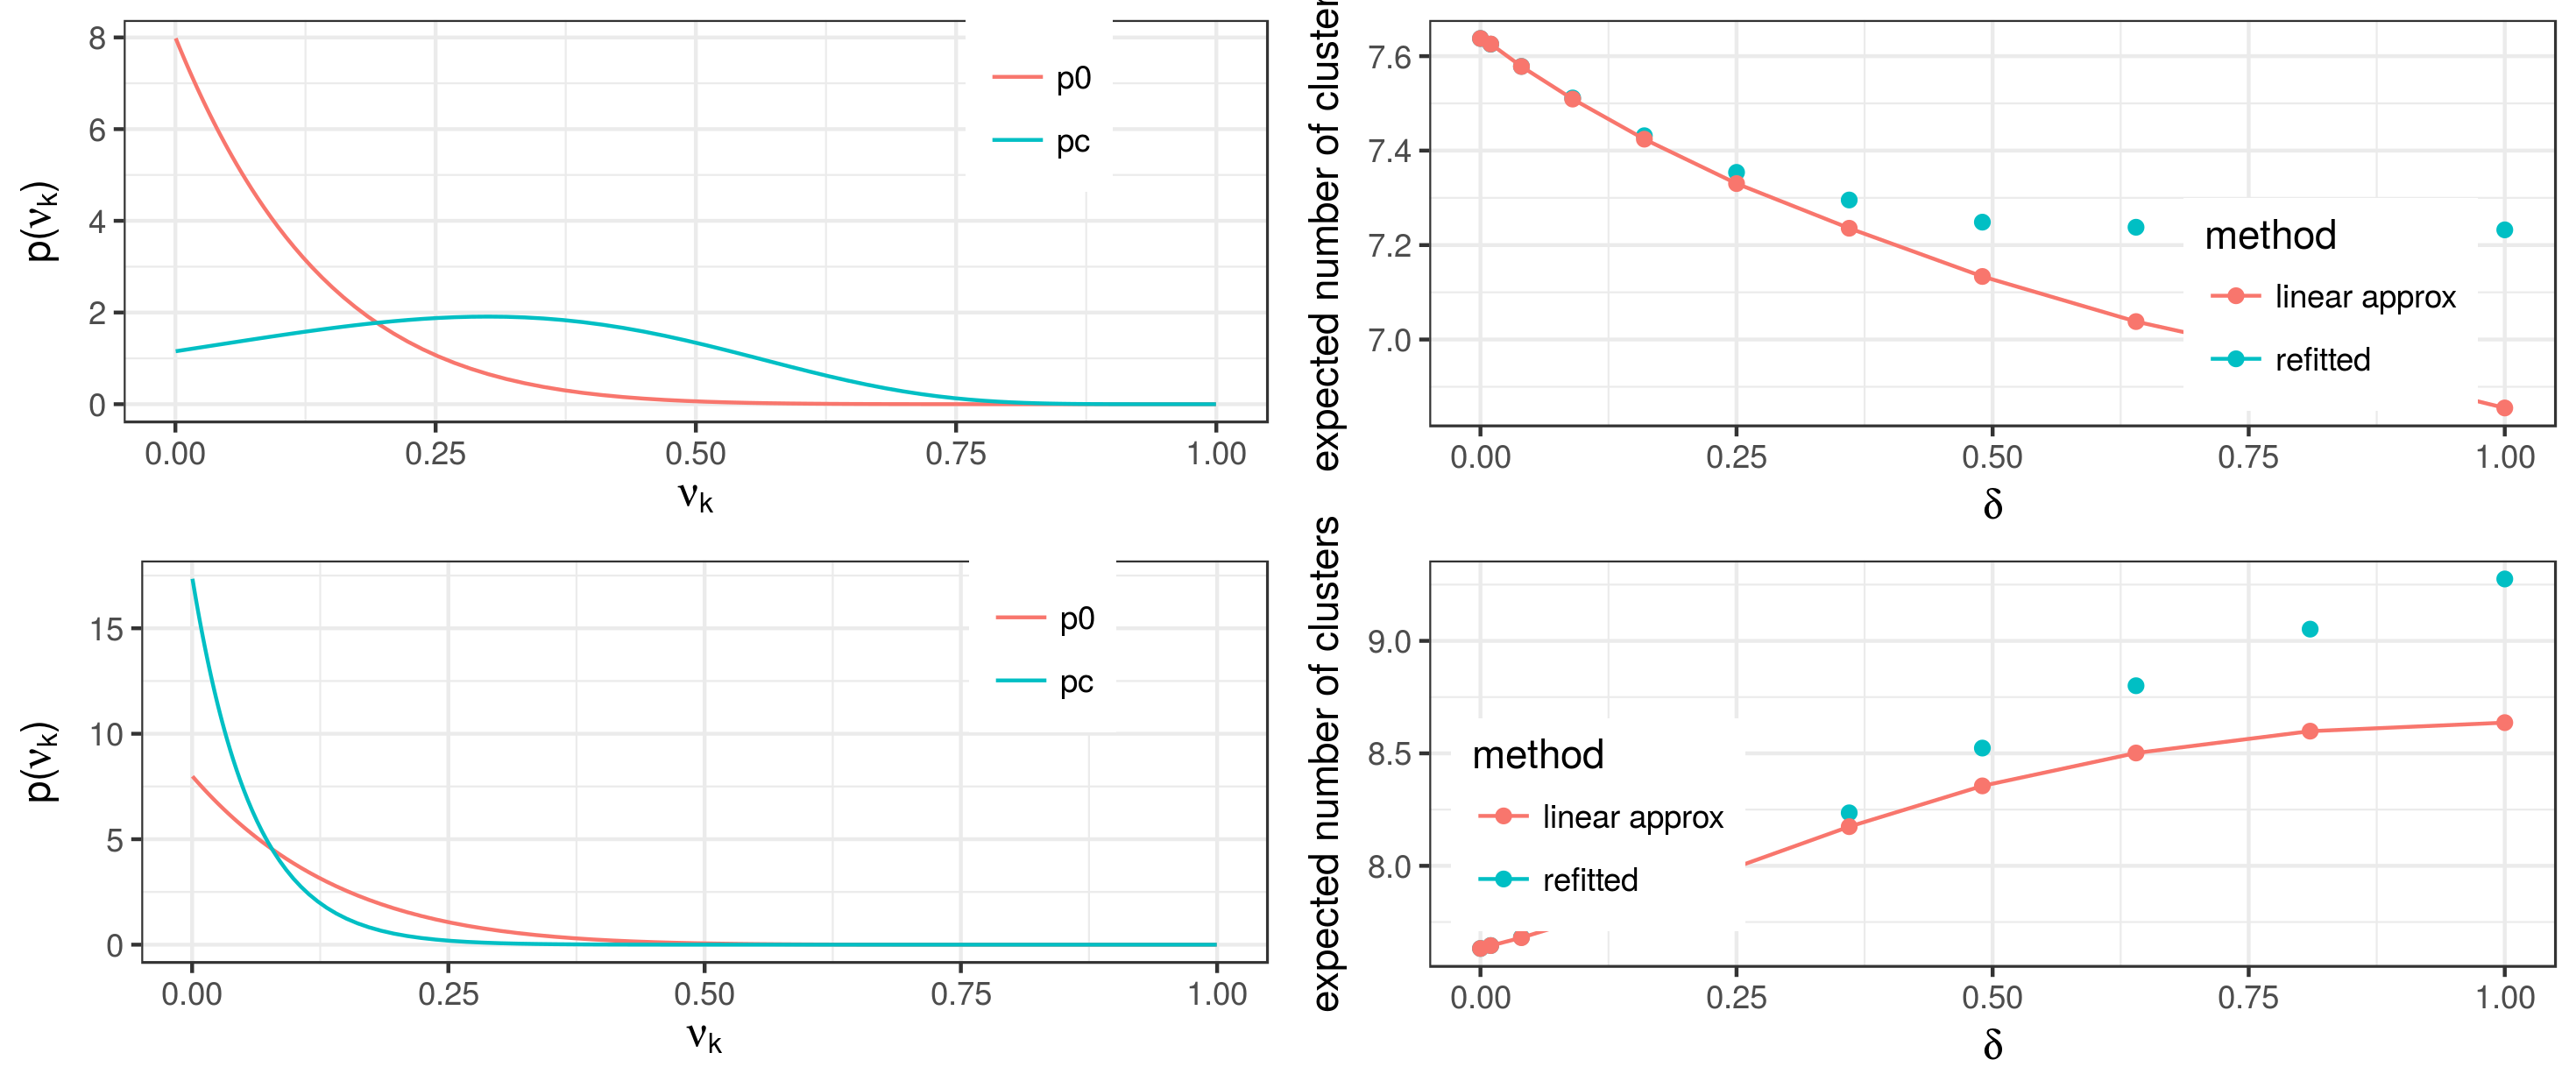 8
6
4
2
0
p(νk)
0.00 0.25 0.50 0.75 1.00
νk
p0
pc
expected number of cluster
7.6
7.4
7.2
7.0
0.00 0.25 0.50 0.75 1.00
δ
method
linear approx
refitted
15
10
5
0
p(νk)
0.00 0.25 0.50 0.75 1.00
νk
p0
pc
expected number of clusters
9.0
8.5
8.0
0.00 0.25 0.50 0.75 1.00
δ
method
linear approx
refitted